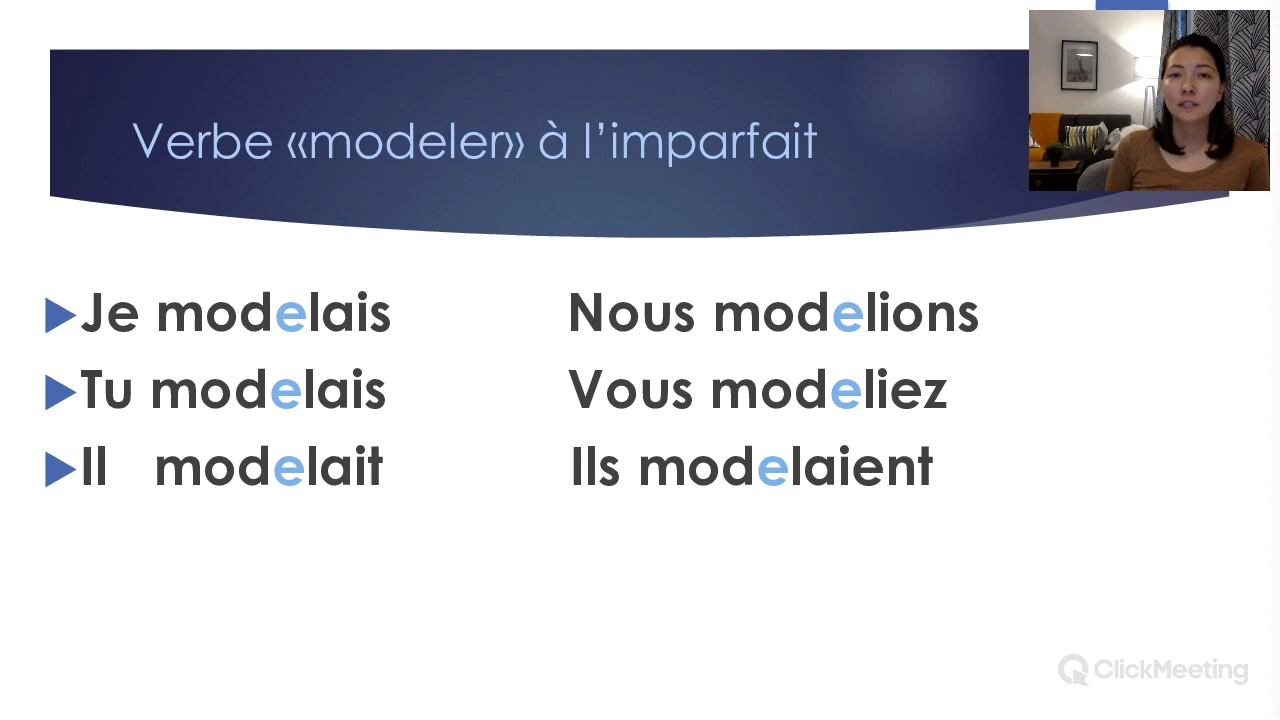 Verbe «modeler» à l’imparfait
Je modelais Nous modelions
Tu modelais Vous modeliez
Il modelait Ils modelaient
ClickMeeting